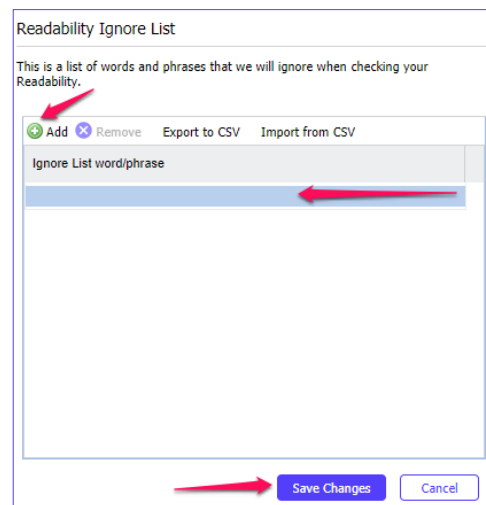 Readability Ignore List
This is a list of words and phrases that we will ignore when checking your
Readability.
Add Remove Export to CSV Import from CSV
Ignore List word/phrase
Save Changes Cancel